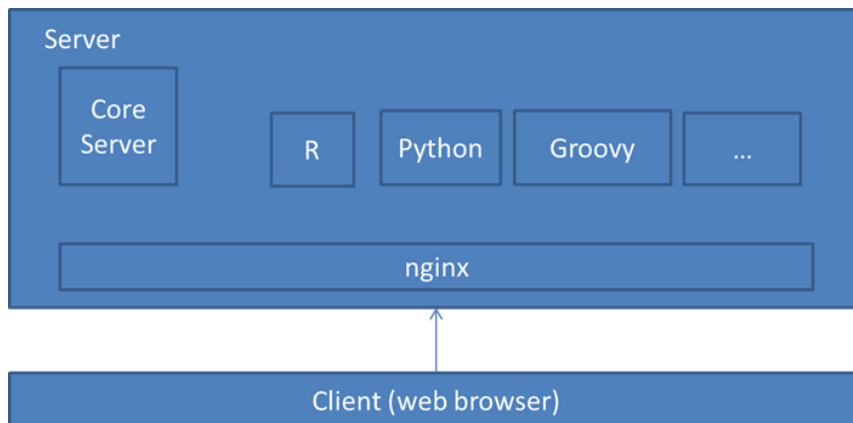 Server
Core
Server
R
Python
Groovy
...
nginx
Client (web browser)